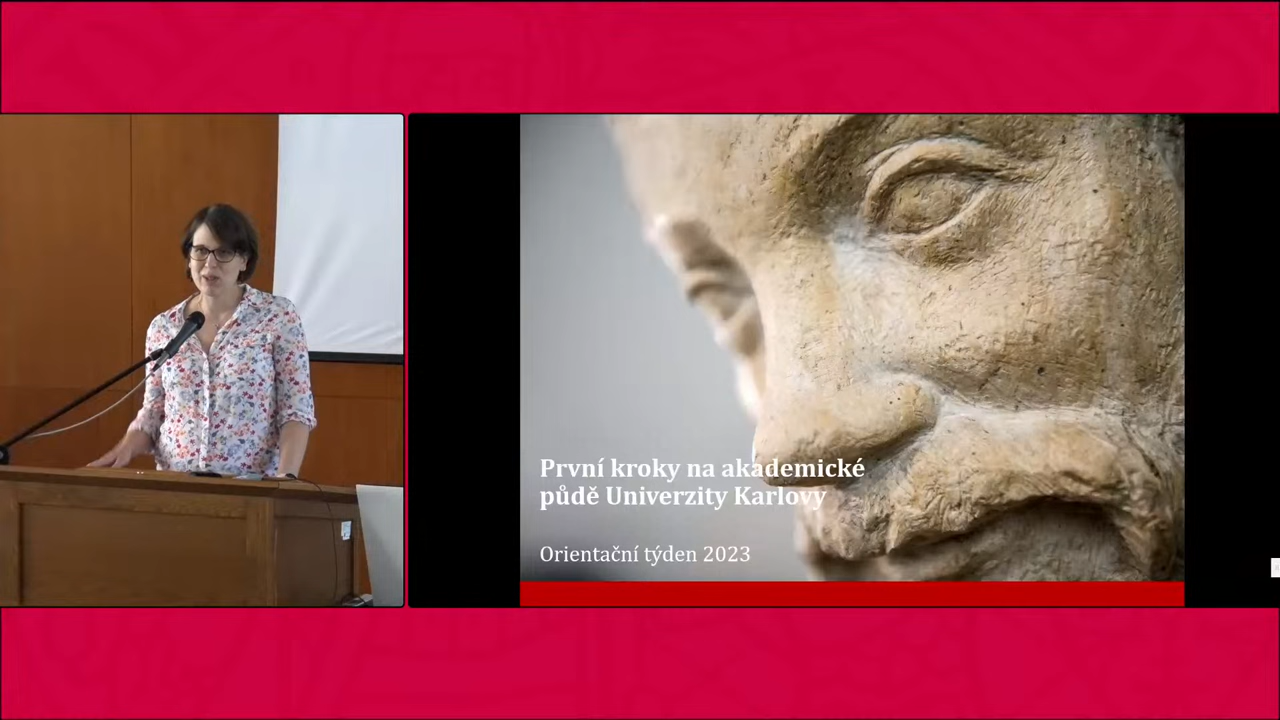 První kroky na akademické
půdě Univerzity Karlovy
Orientační týden 2023